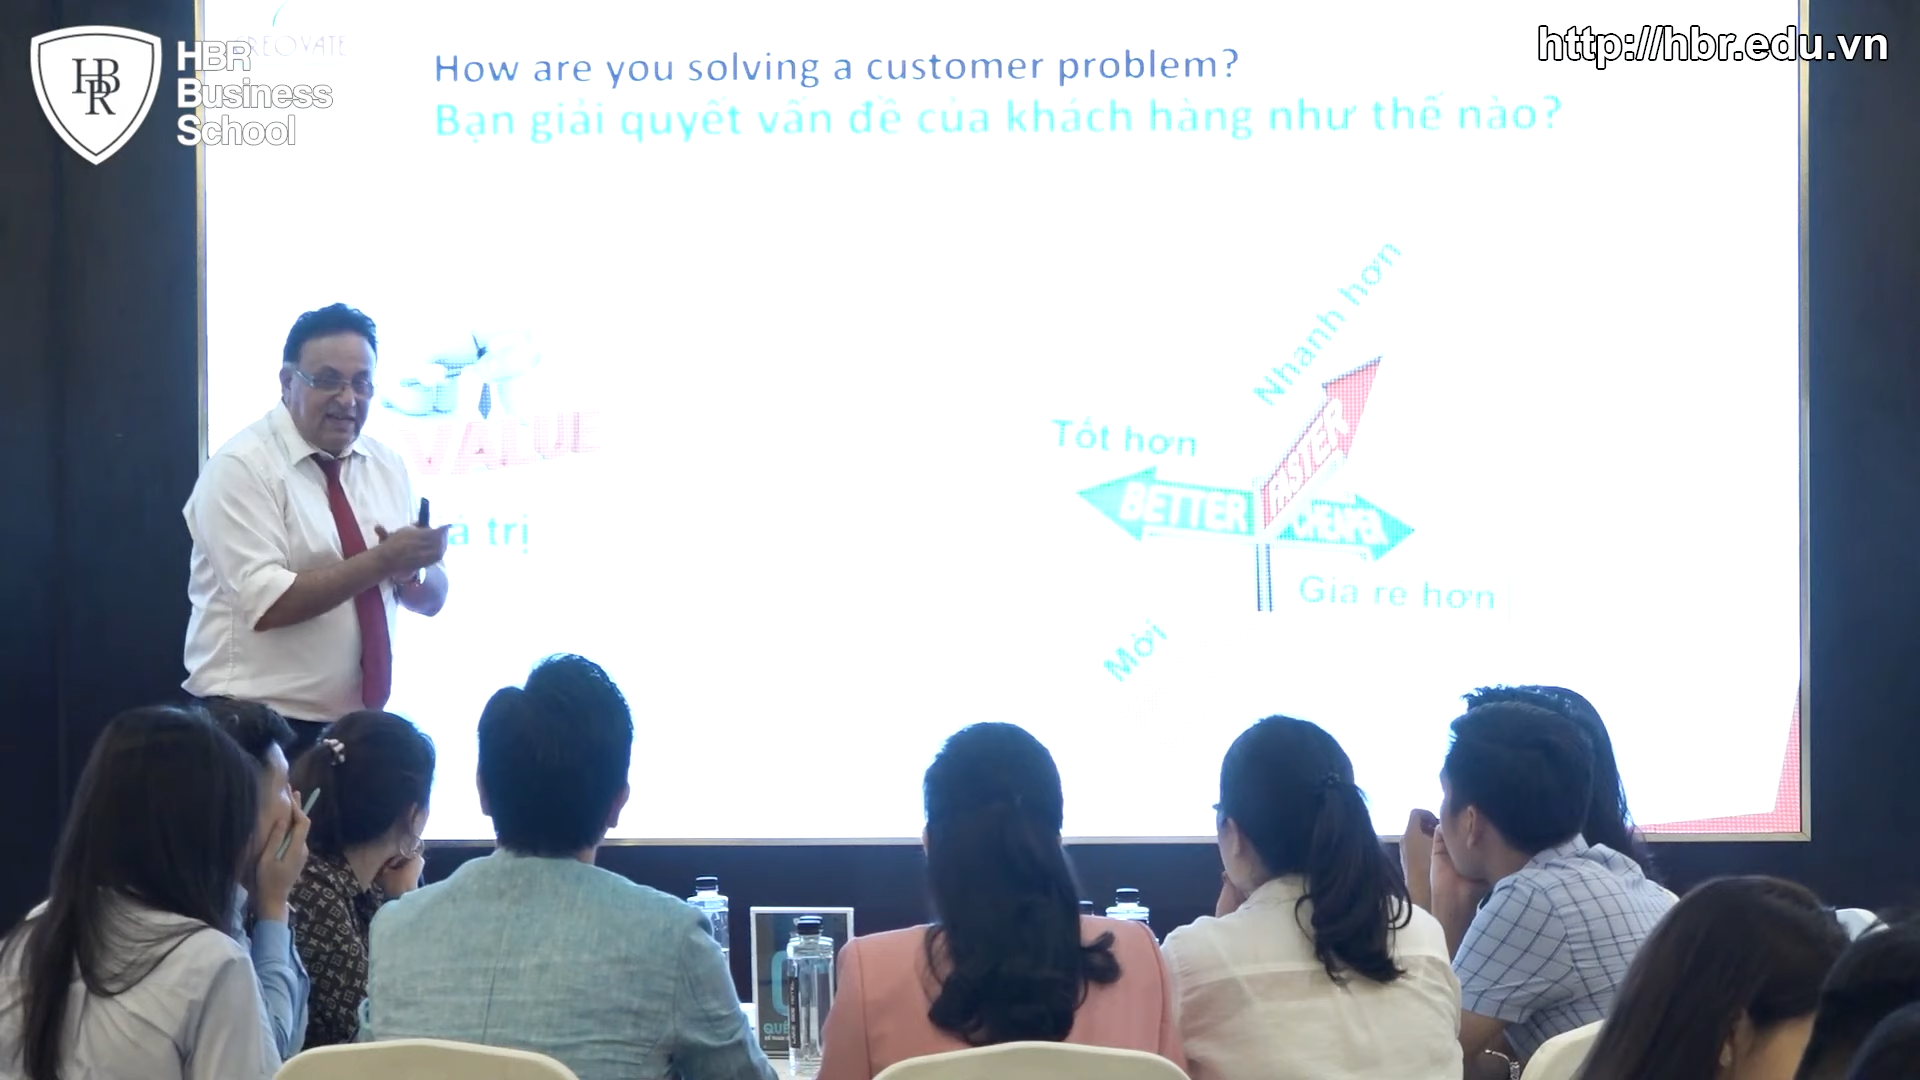 HBR
Business
School
http://hbr.edu.vn
How are you solving a customer problem?
Bạn giải quyết vấn đề của khách hàng như thế nào?
Nhanh hơn
Tốt hơn
FASTER
BETTER
CHEAPER
VALUE
trị
Giá rẻ hơn
Mới